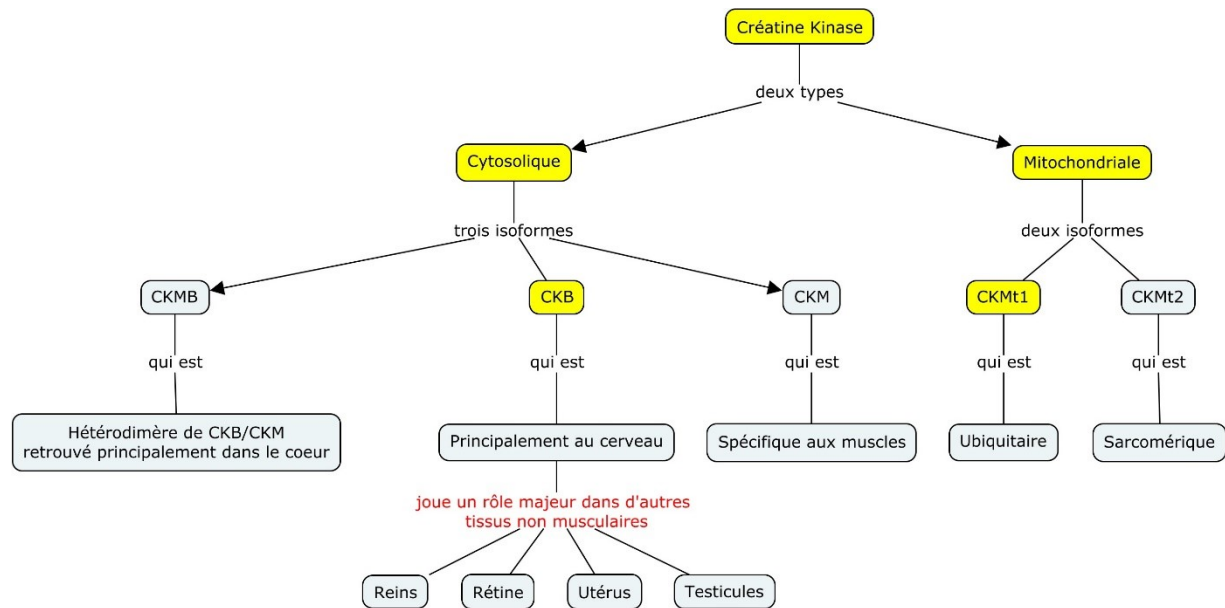 Créatine Kinase
deux types
Cytosolique
Mitochondriale
trois isoformes
deux isoformes
CKMB
CKB
CKM
CKMt1
CKMt2
qui est
qui est
qui est
qui est
qui est
Hétérodimère de CKB/CKM
retrouvé principalement dans le coeur
Principalement au cerveau
Spécifique aux muscles
Ubiquitaire
Sarcomérique
joue un rôle majeur dans d'autres
tissus non musculaires
Reins
Rétine
Utérus
Testicules